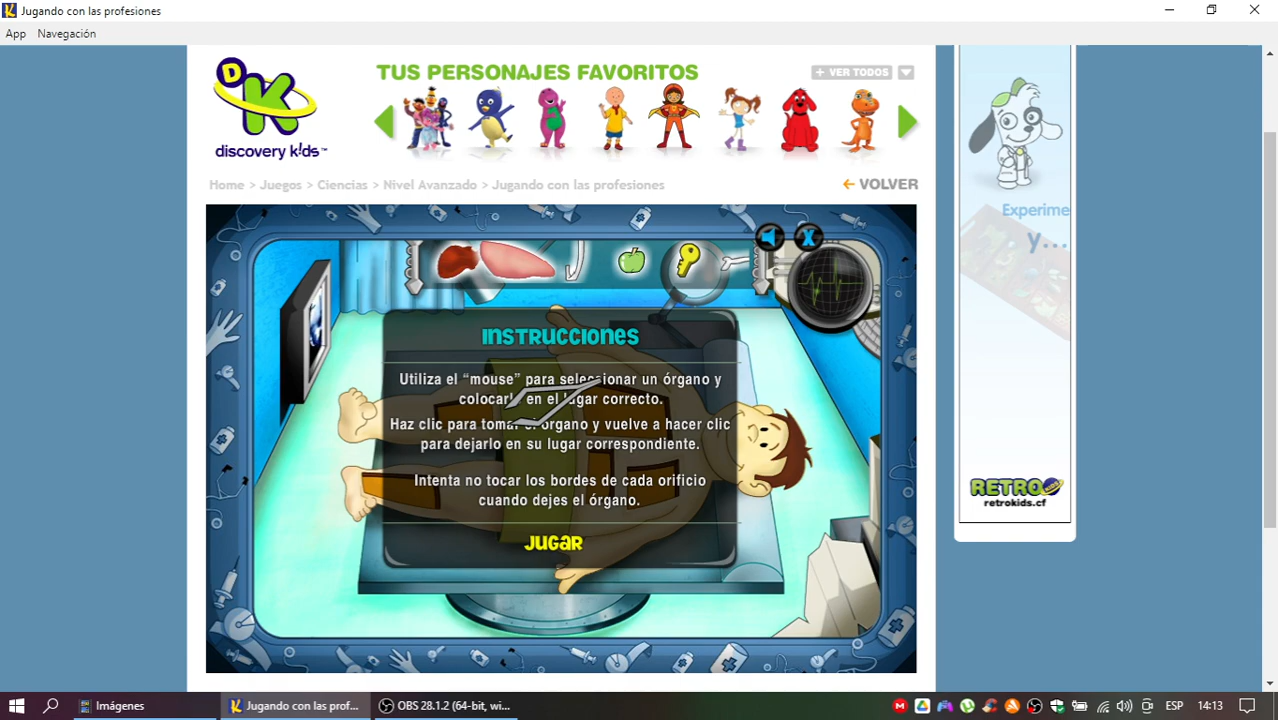 Jugando con las profesiones
App Navegación
TUS PERSONAJES FAVORITOS
+ VER TODOS
D
K
discovery k!ds™
Home > Juegos > Ciencias > Nivel Avanzado > Jugando con las profesiones
← VOLVER
Experime
y...
INSTRUCCIONES
Utiliza el “mouse” para seleccionar un órgano y
colocarlo en el lugar correcto.
Haz clic para tomar el órgano y vuelve a hacer clic
para dejarlo en su lugar correspondiente.
Intenta no tocar los bordes de cada orificio
cuando dejes el órgano.
JUGAR
RETRO KIDS
retrokids.cf
Imágenes
Jugando con las prof...
OBS 28.1.2 (64-bit, wi...
ESP
14:13